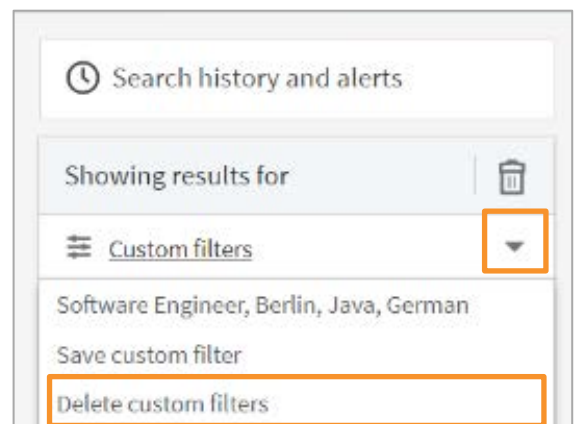 Search history and alerts
Showing results for
Custom filters
Software Engineer, Berlin, Java, German
Save custom filter
Delete custom filters